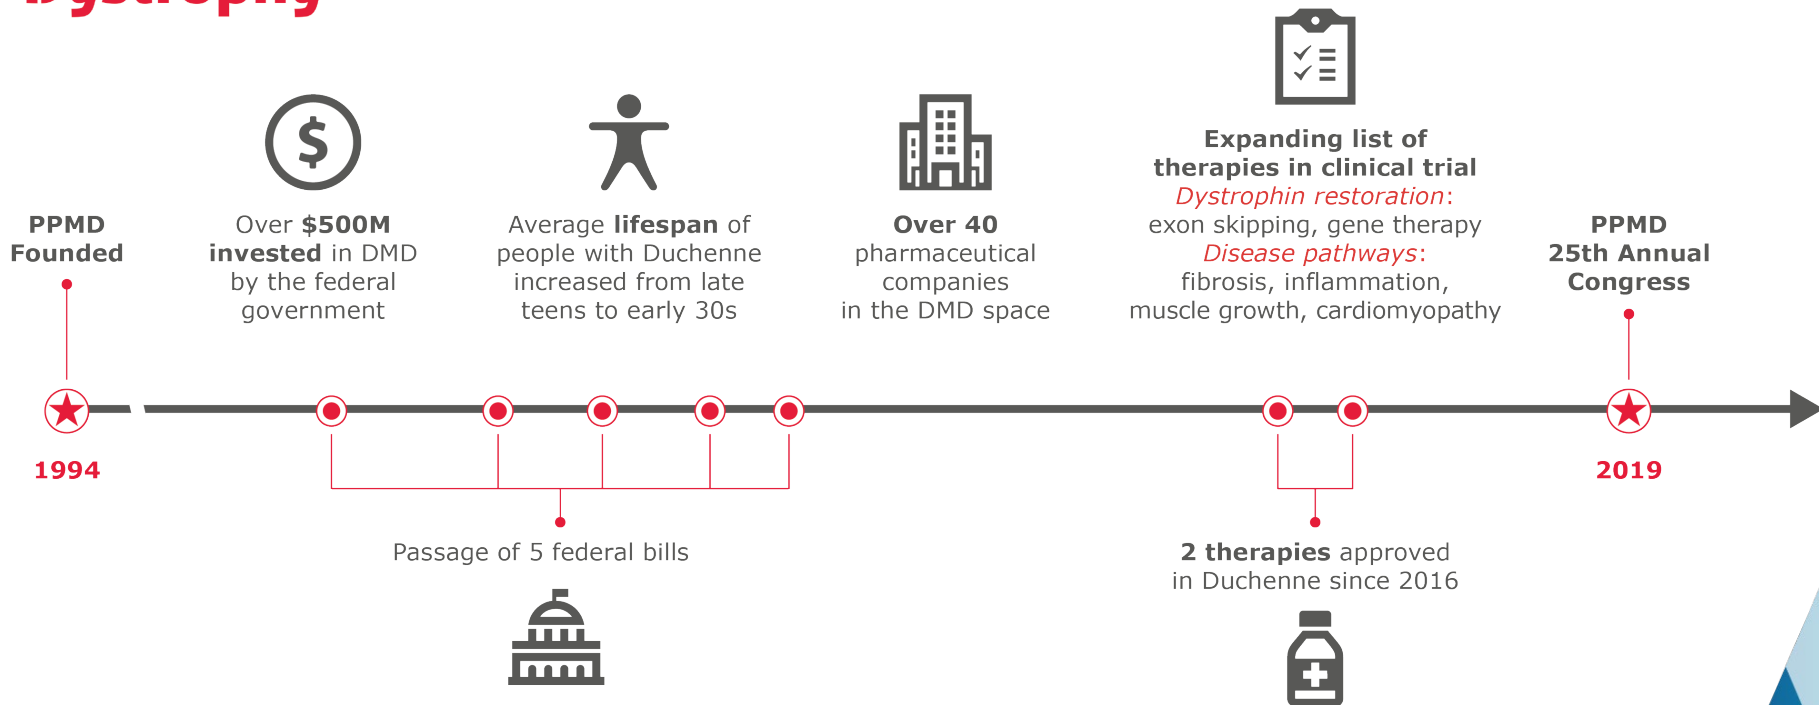 Dystrophy
PPMD
Founded
Over $500M
invested in DMD
by the federal
government
Average lifespan of
people with Duchenne
increased from late
teens to early 30s
Over 40
pharmaceutical
companies
in the DMD space
Expanding list of
therapies in clinical trial
Dystrophin restoration:
exon skipping, gene therapy
Disease pathways:
fibrosis, inflammation,
muscle growth, cardiomyopathy
PPMD
25th Annual
Congress
1994
2019
Passage of 5 federal bills
2 therapies approved
in Duchenne since 2016